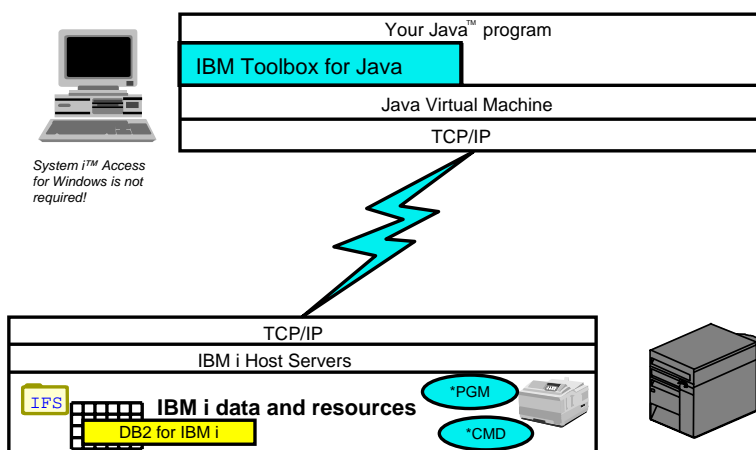 Your Java™ program
IBM Toolbox for Java
Java Virtual Machine
TCP/IP
System i™ Access
for Windows is not
required!
TCP/IP
IBM i Host Servers
IFS
IBM i data and resources
DB2 for IBM i
*PGM
*CMD